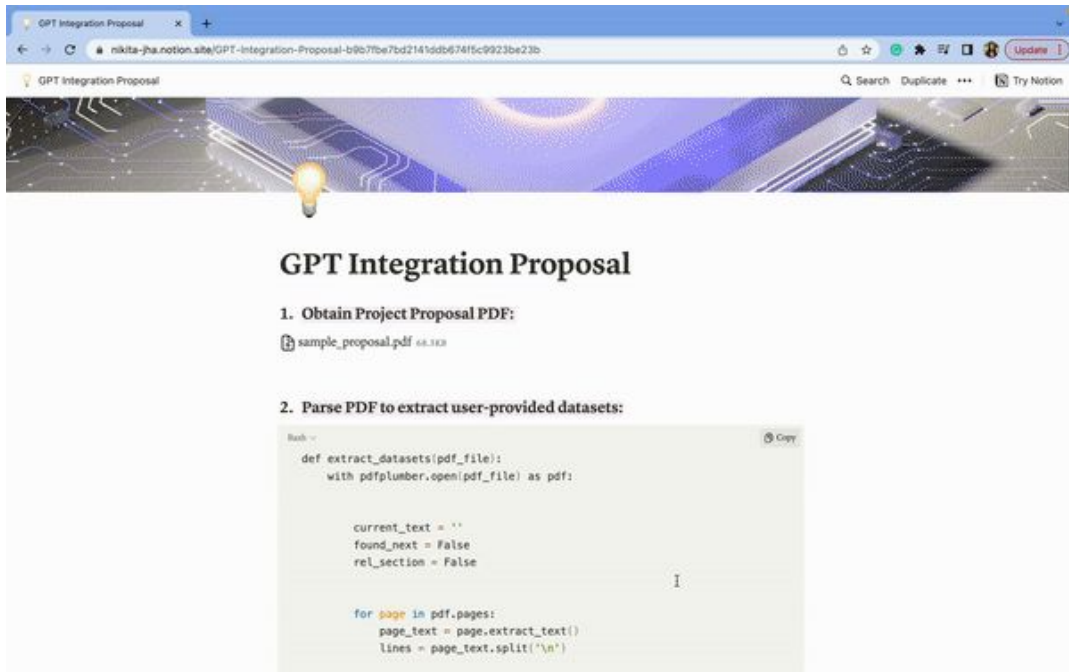 GPT Integration Proposal
nikita-jha.notion.site/GPT-Integration-Proposal-b9b7fbe7bd2141ddb674f5c9923be23b
Update
GPT Integration Proposal
Search Duplicate ••• Try Notion
GPT Integration Proposal
1. Obtain Project Proposal PDF:
sample_proposal.pdf 68.3KB
2. Parse PDF to extract user-provided datasets:
Bash Copy
def extract_datasets(pdf_file):
with pdfplumber.open(pdf_file) as pdf:
current_text = ''
found_next = False
rel_section = False
for page in pdf.pages:
page_text = page.extract_text()
lines = page_text.split('\n')